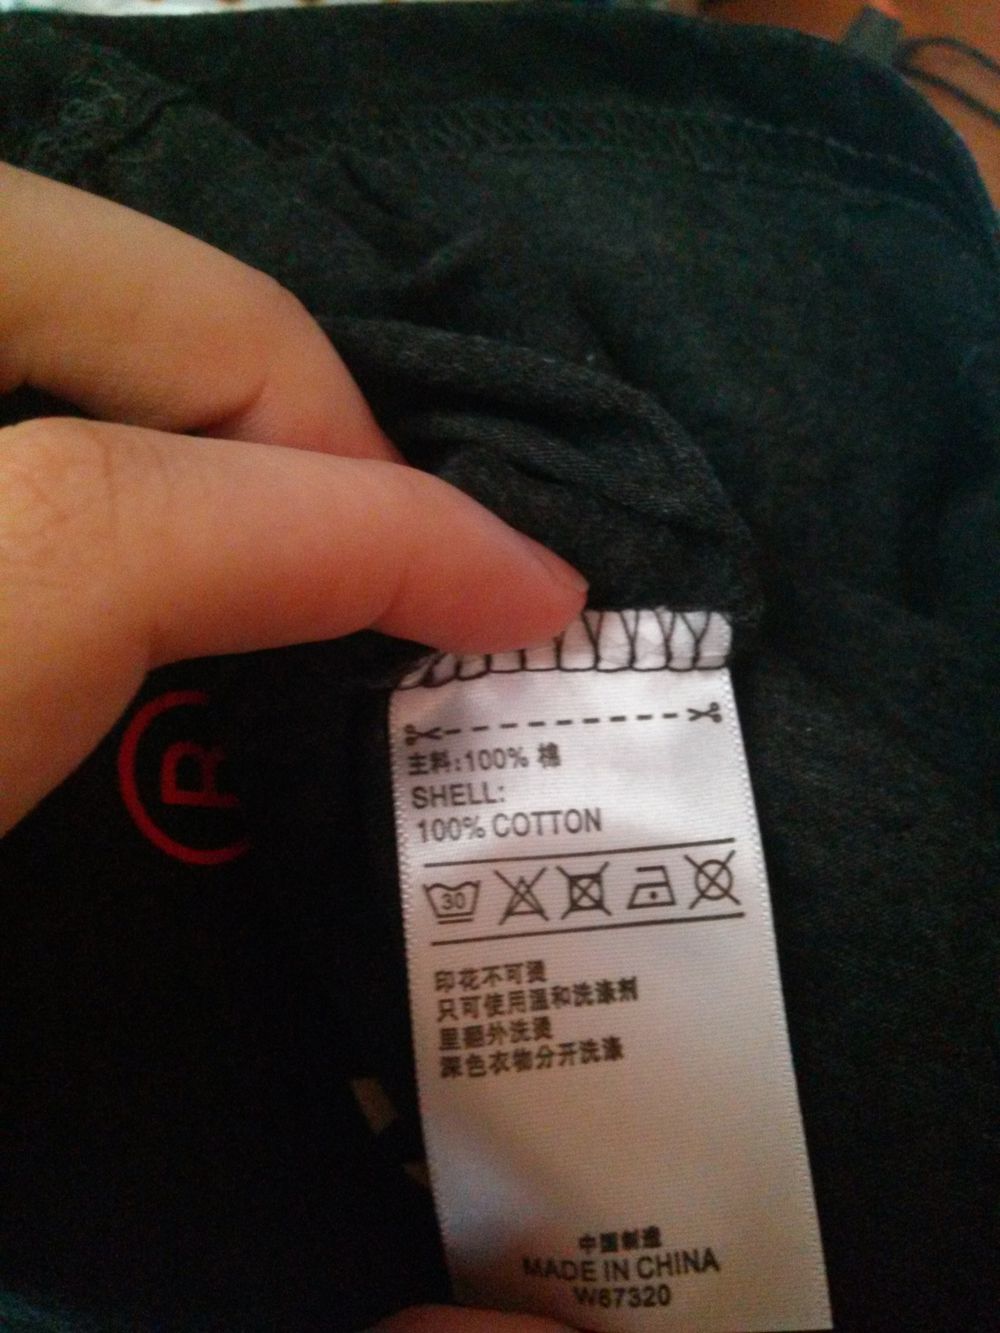 主料:100% 棉
SHELL:
100% COTTON
30
印花不可烫
只可使用温和洗涤剂
里翻外洗烫
深色衣物分开洗涤
中国制造
MADE IN CHINA
W67320
R